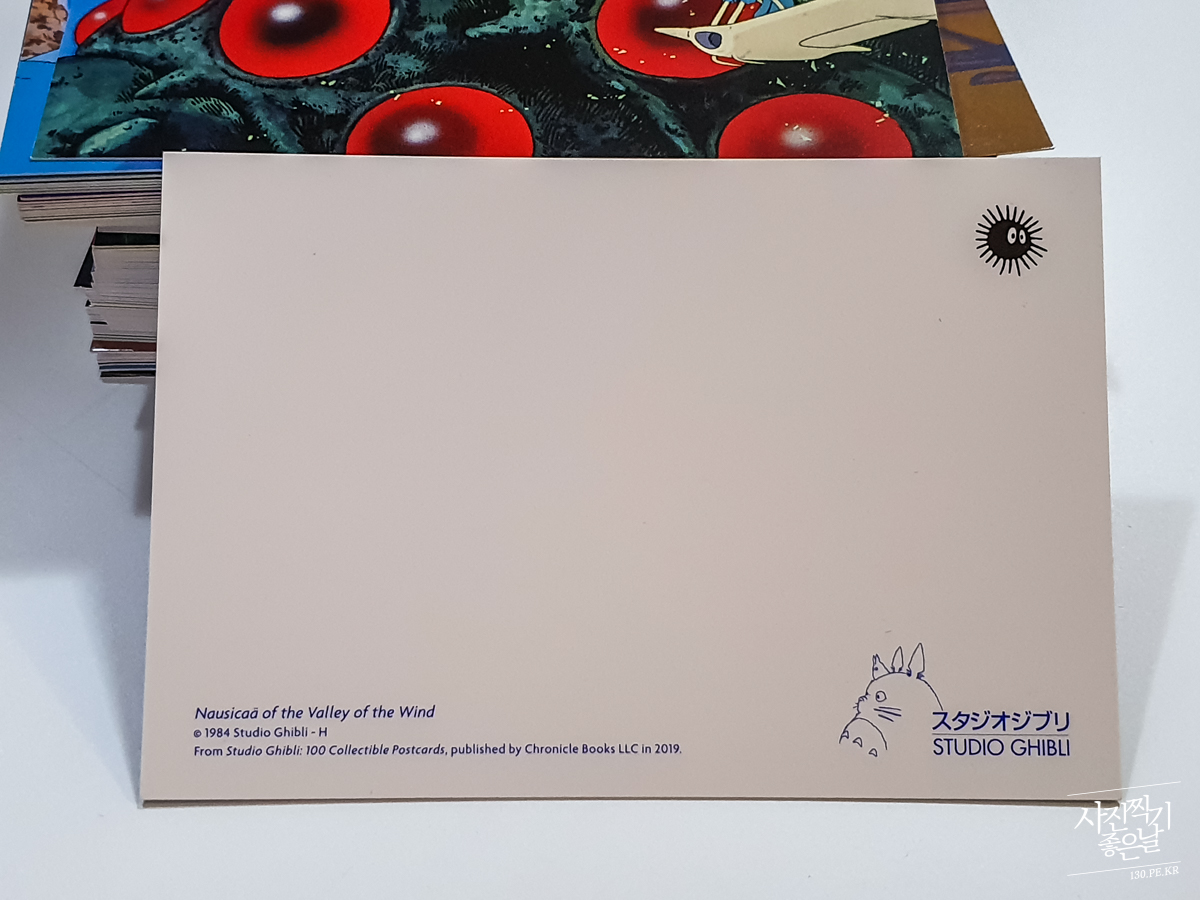 Nausicaä of the Valley of the Wind
© 1984 Studio Ghibli - H
From Studio Ghibli: 100 Collectible Postcards, published by Chronicle Books LLC in 2019.
スタジオジブリ
STUDIO GHIBLI
사진찍기
좋은날
130.PE.KR